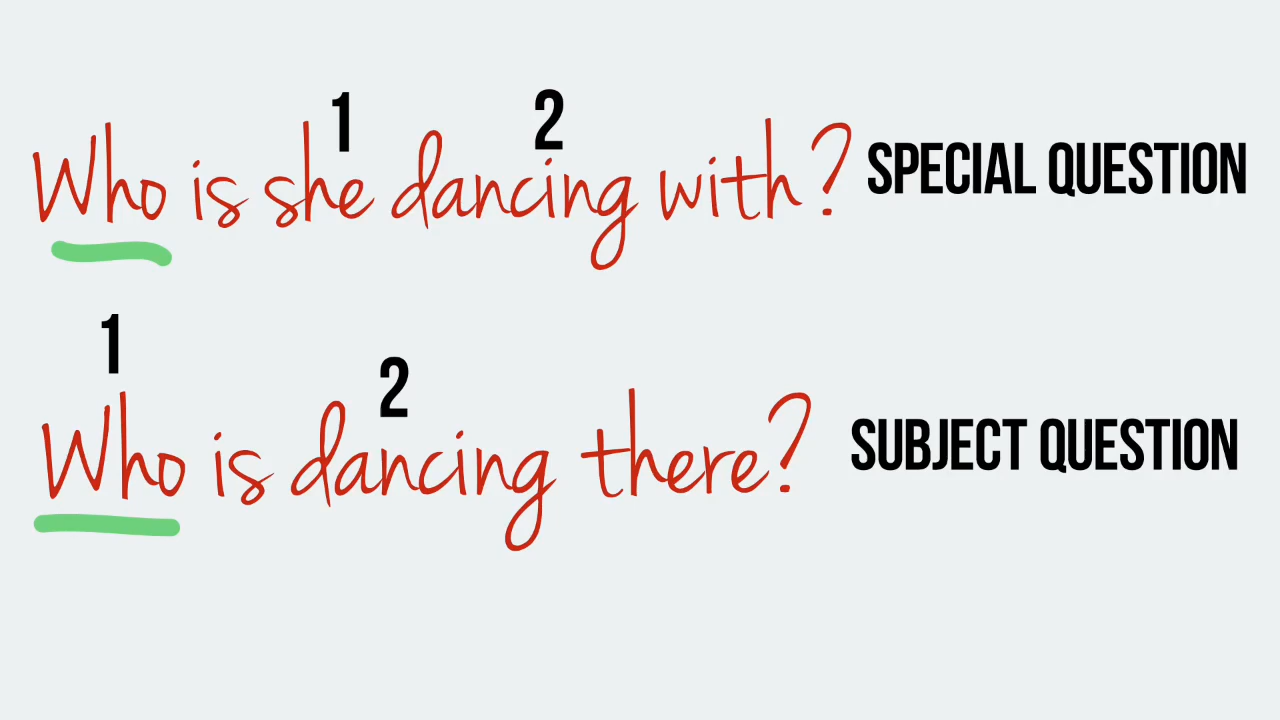 1 2
Who is she dancing with? SPECIAL QUESTION
1
2
Who is dancing there? SUBJECT QUESTION